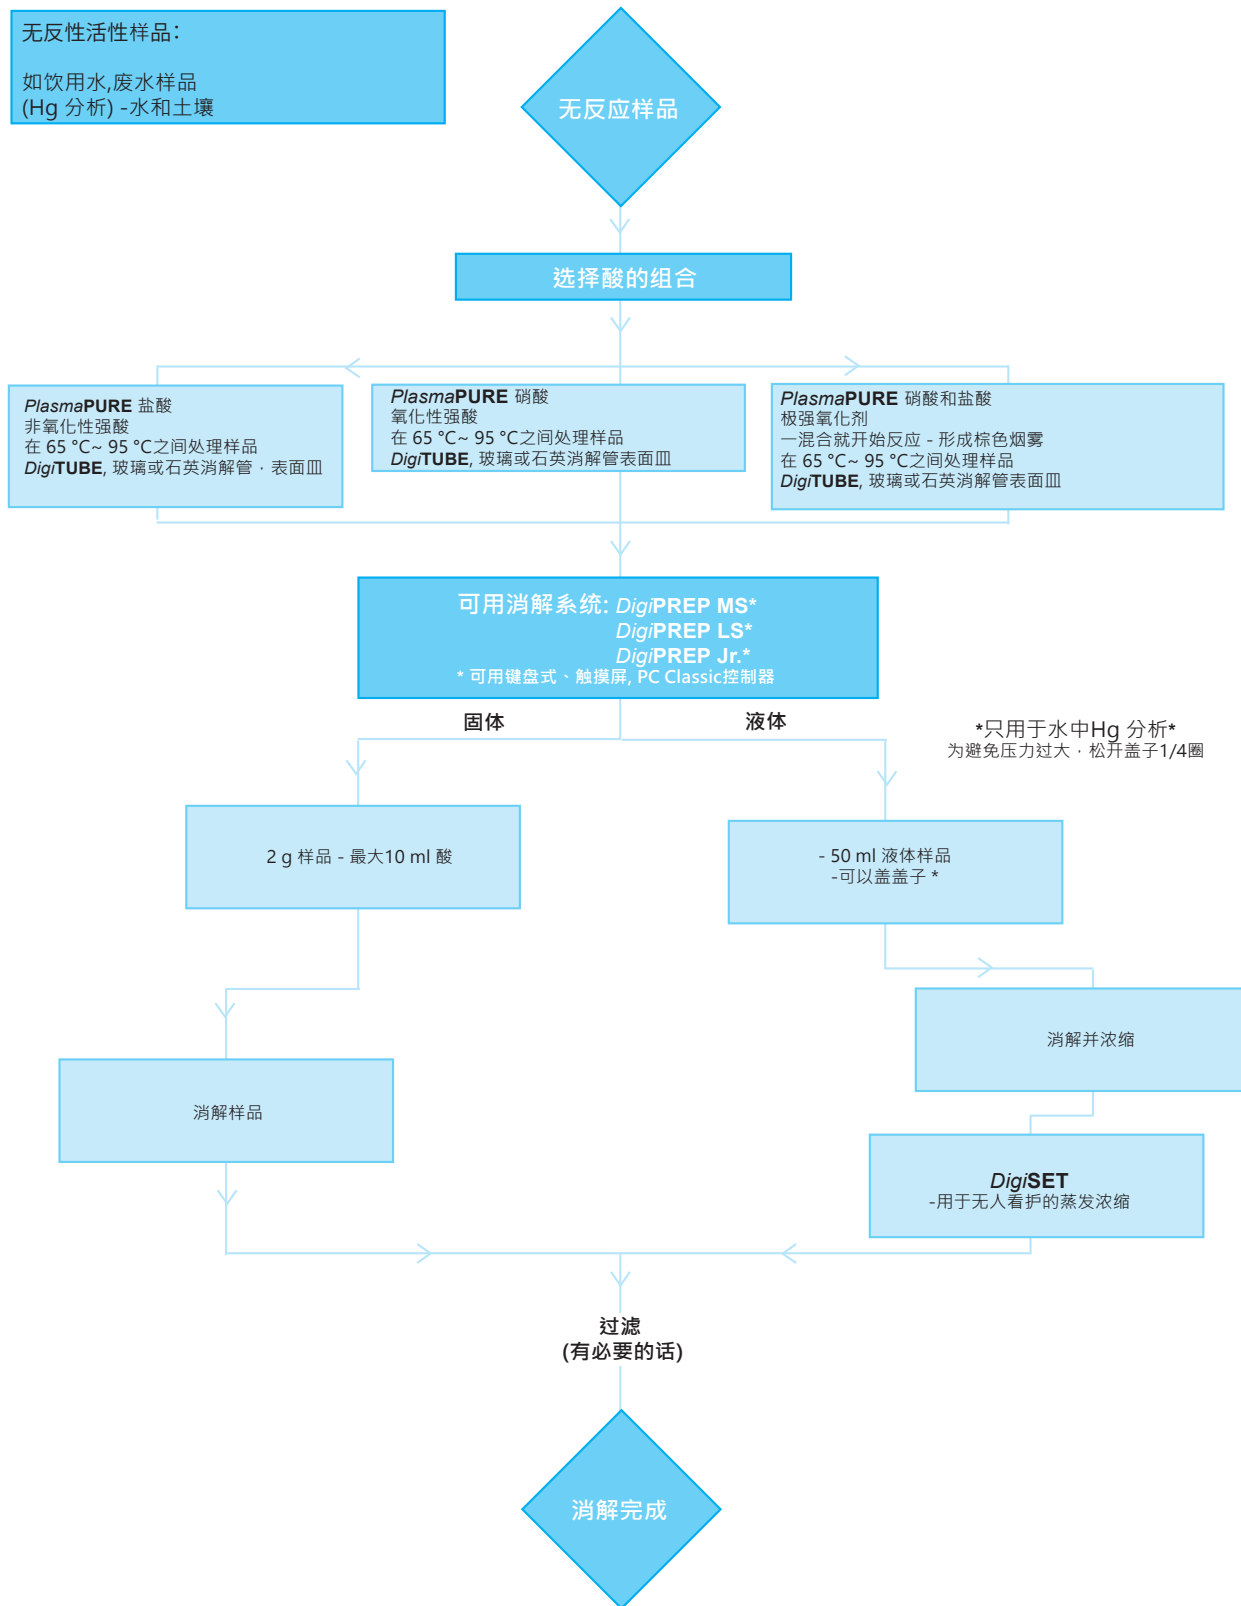 无反性活性样品：
如饮用水,废水样品
(Hg 分析) -水和土壤
无反应样品
选择酸的组合
PlasmaPURE 盐酸
非氧化性强酸
在 65 °C~ 95 °C之间处理样品
DigiTUBE, 玻璃或石英消解管﹒表面皿
PlasmaPURE 硝酸
氧化性强酸
在 65 °C~ 95 °C之间处理样品
DigiTUBE, 玻璃或石英消解管表面皿
PlasmaPURE 硝酸和盐酸
极强氧化剂
一混合就开始反应 - 形成棕色烟雾
在 65 °C~ 95 °C之间处理样品
DigiTUBE, 玻璃或石英消解管表面皿
可用消解系统: DigiPREP MS*
DigiPREP LS*
DigiPREP Jr.*
* 可用键盘式、触摸屏, PC Classic控制器
固体
液体
*只用于水中Hg 分析*
为避免压力过大﹒松开盖子1/4圈
2 g 样品 - 最大10 ml 酸
- 50 ml 液体样品
-可以盖盖子 *
消解并浓缩
消解样品
DigiSET
-用于无人看护的蒸发浓缩
过滤
(有必要的话)
消解完成